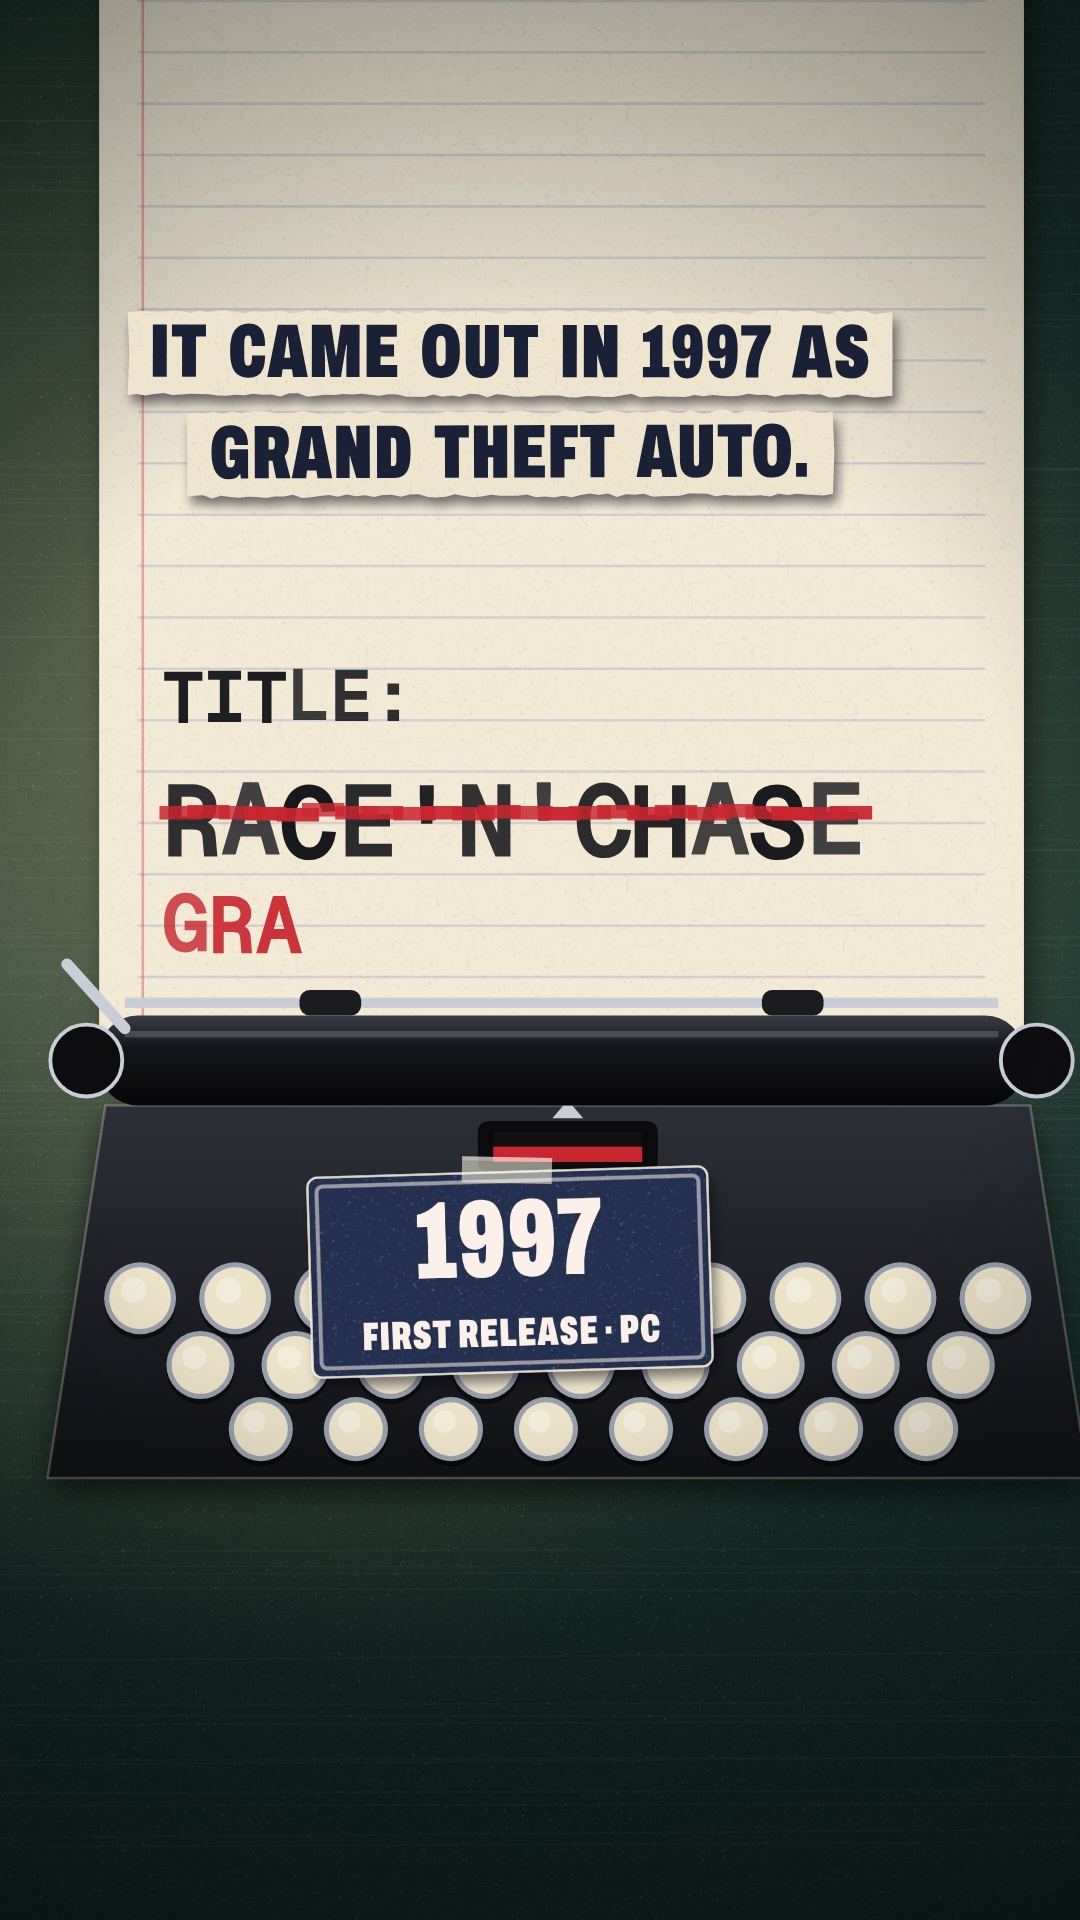 IT CAME OUT IN 1997 AS
GRAND THEFT AUTO.
TITLE:
RACE'N'CHASE
GRA
1997
FIRST RELEASE · PC